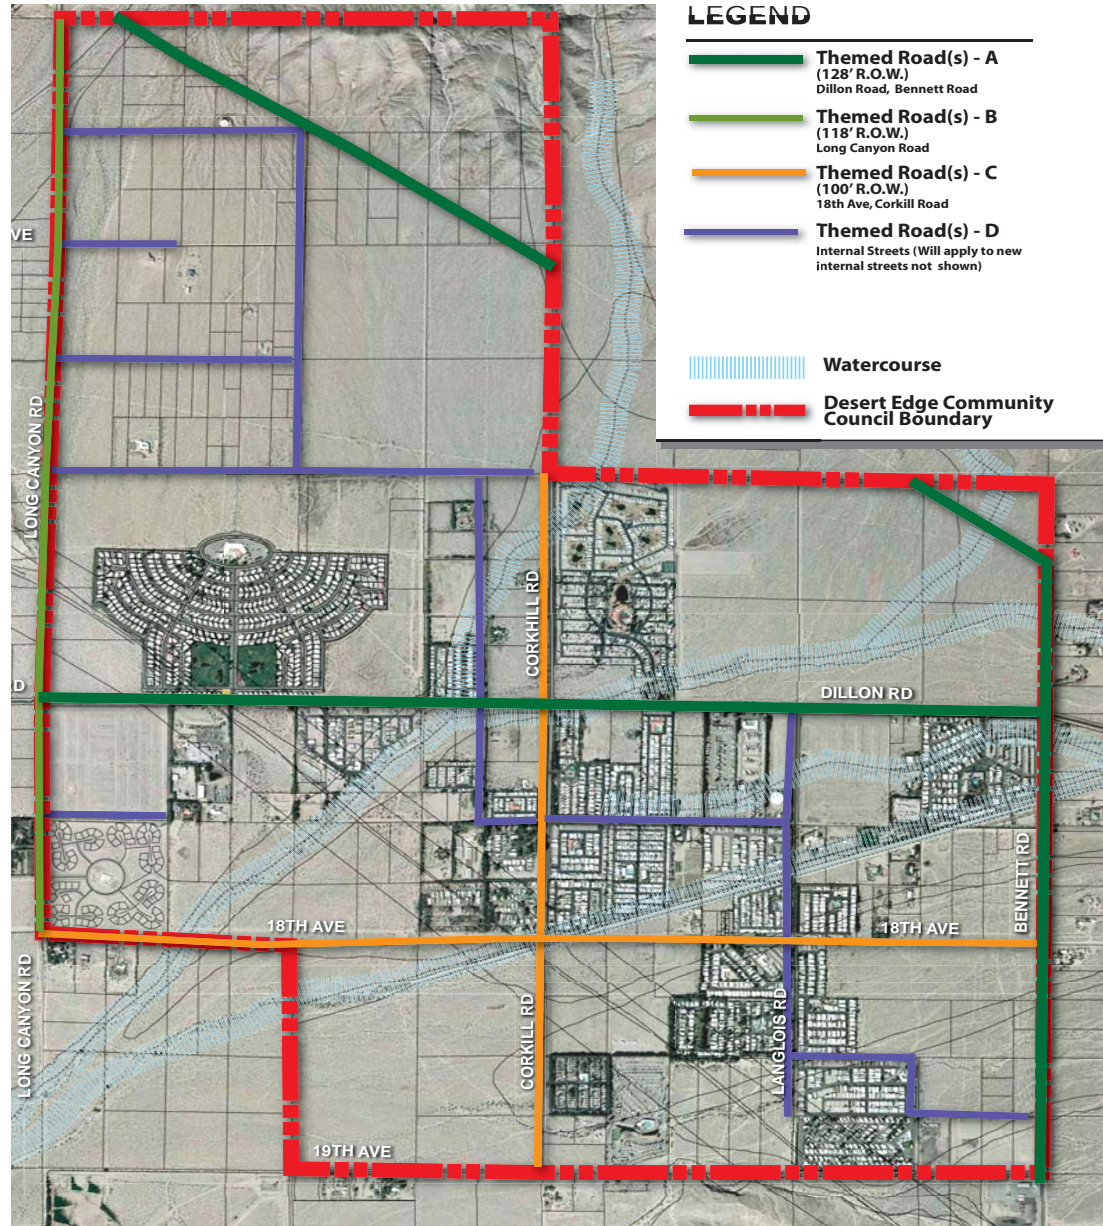 LEGEND
Themed Road(s) - A
(128' R.O.W.)
Dillon Road, Bennett Road
Themed Road(s) - B
(118' R.O.W.)
Long Canyon Road
Themed Road(s) - C
(100' R.O.W.)
18th Ave, Corkill Road
Themed Road(s) - D
Internal Streets (Will apply to new
internal streets not shown)
Watercourse
Desert Edge Community
Council Boundary
VE
LONG CANYON RD
CORKHILL RD
D
DILLON RD
BENNETT RD
18TH AVE
18TH AVE
LONG CANYON RD
CORKILL RD
LANGLOIS RD
19TH AVE